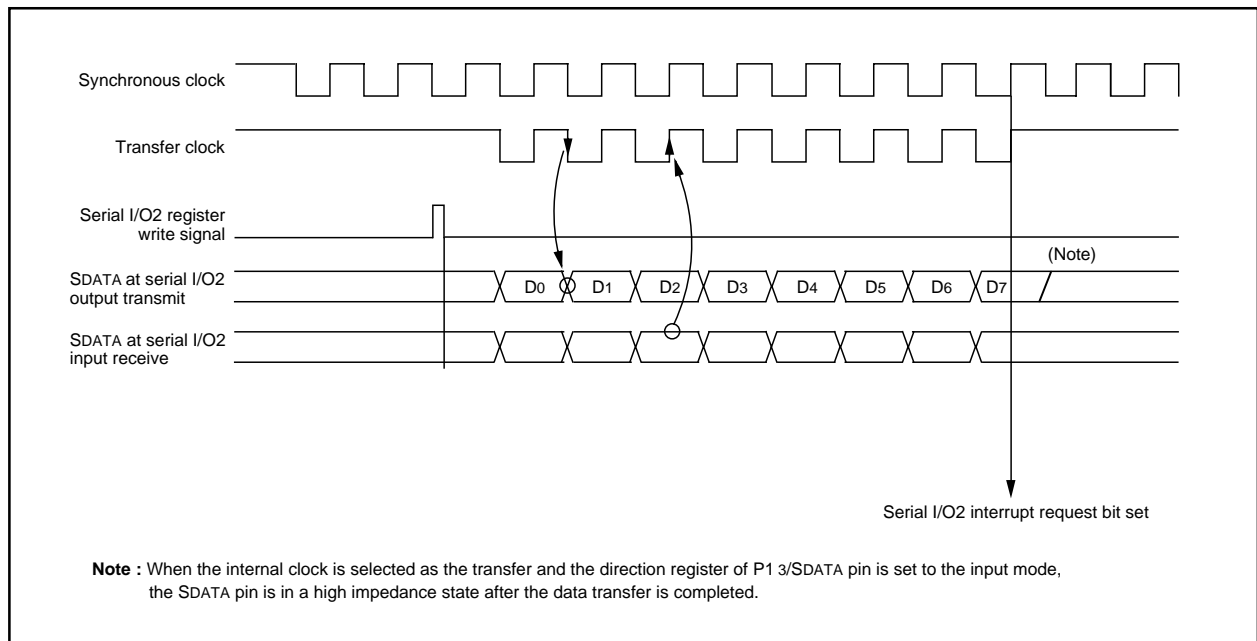 Synchronous clock
Transfer clock
Serial I/O2 register
write signal
(Note)
SDATA at serial I/O2
output transmit
D0 D1 D2 D3 D4 D5 D6 D7
SDATA at serial I/O2
input receive
Serial I/O2 interrupt request bit set
Note : When the internal clock is selected as the transfer and the direction register of P1 3/SDATA pin is set to the input mode,
the SDATA pin is in a high impedance state after the data transfer is completed.